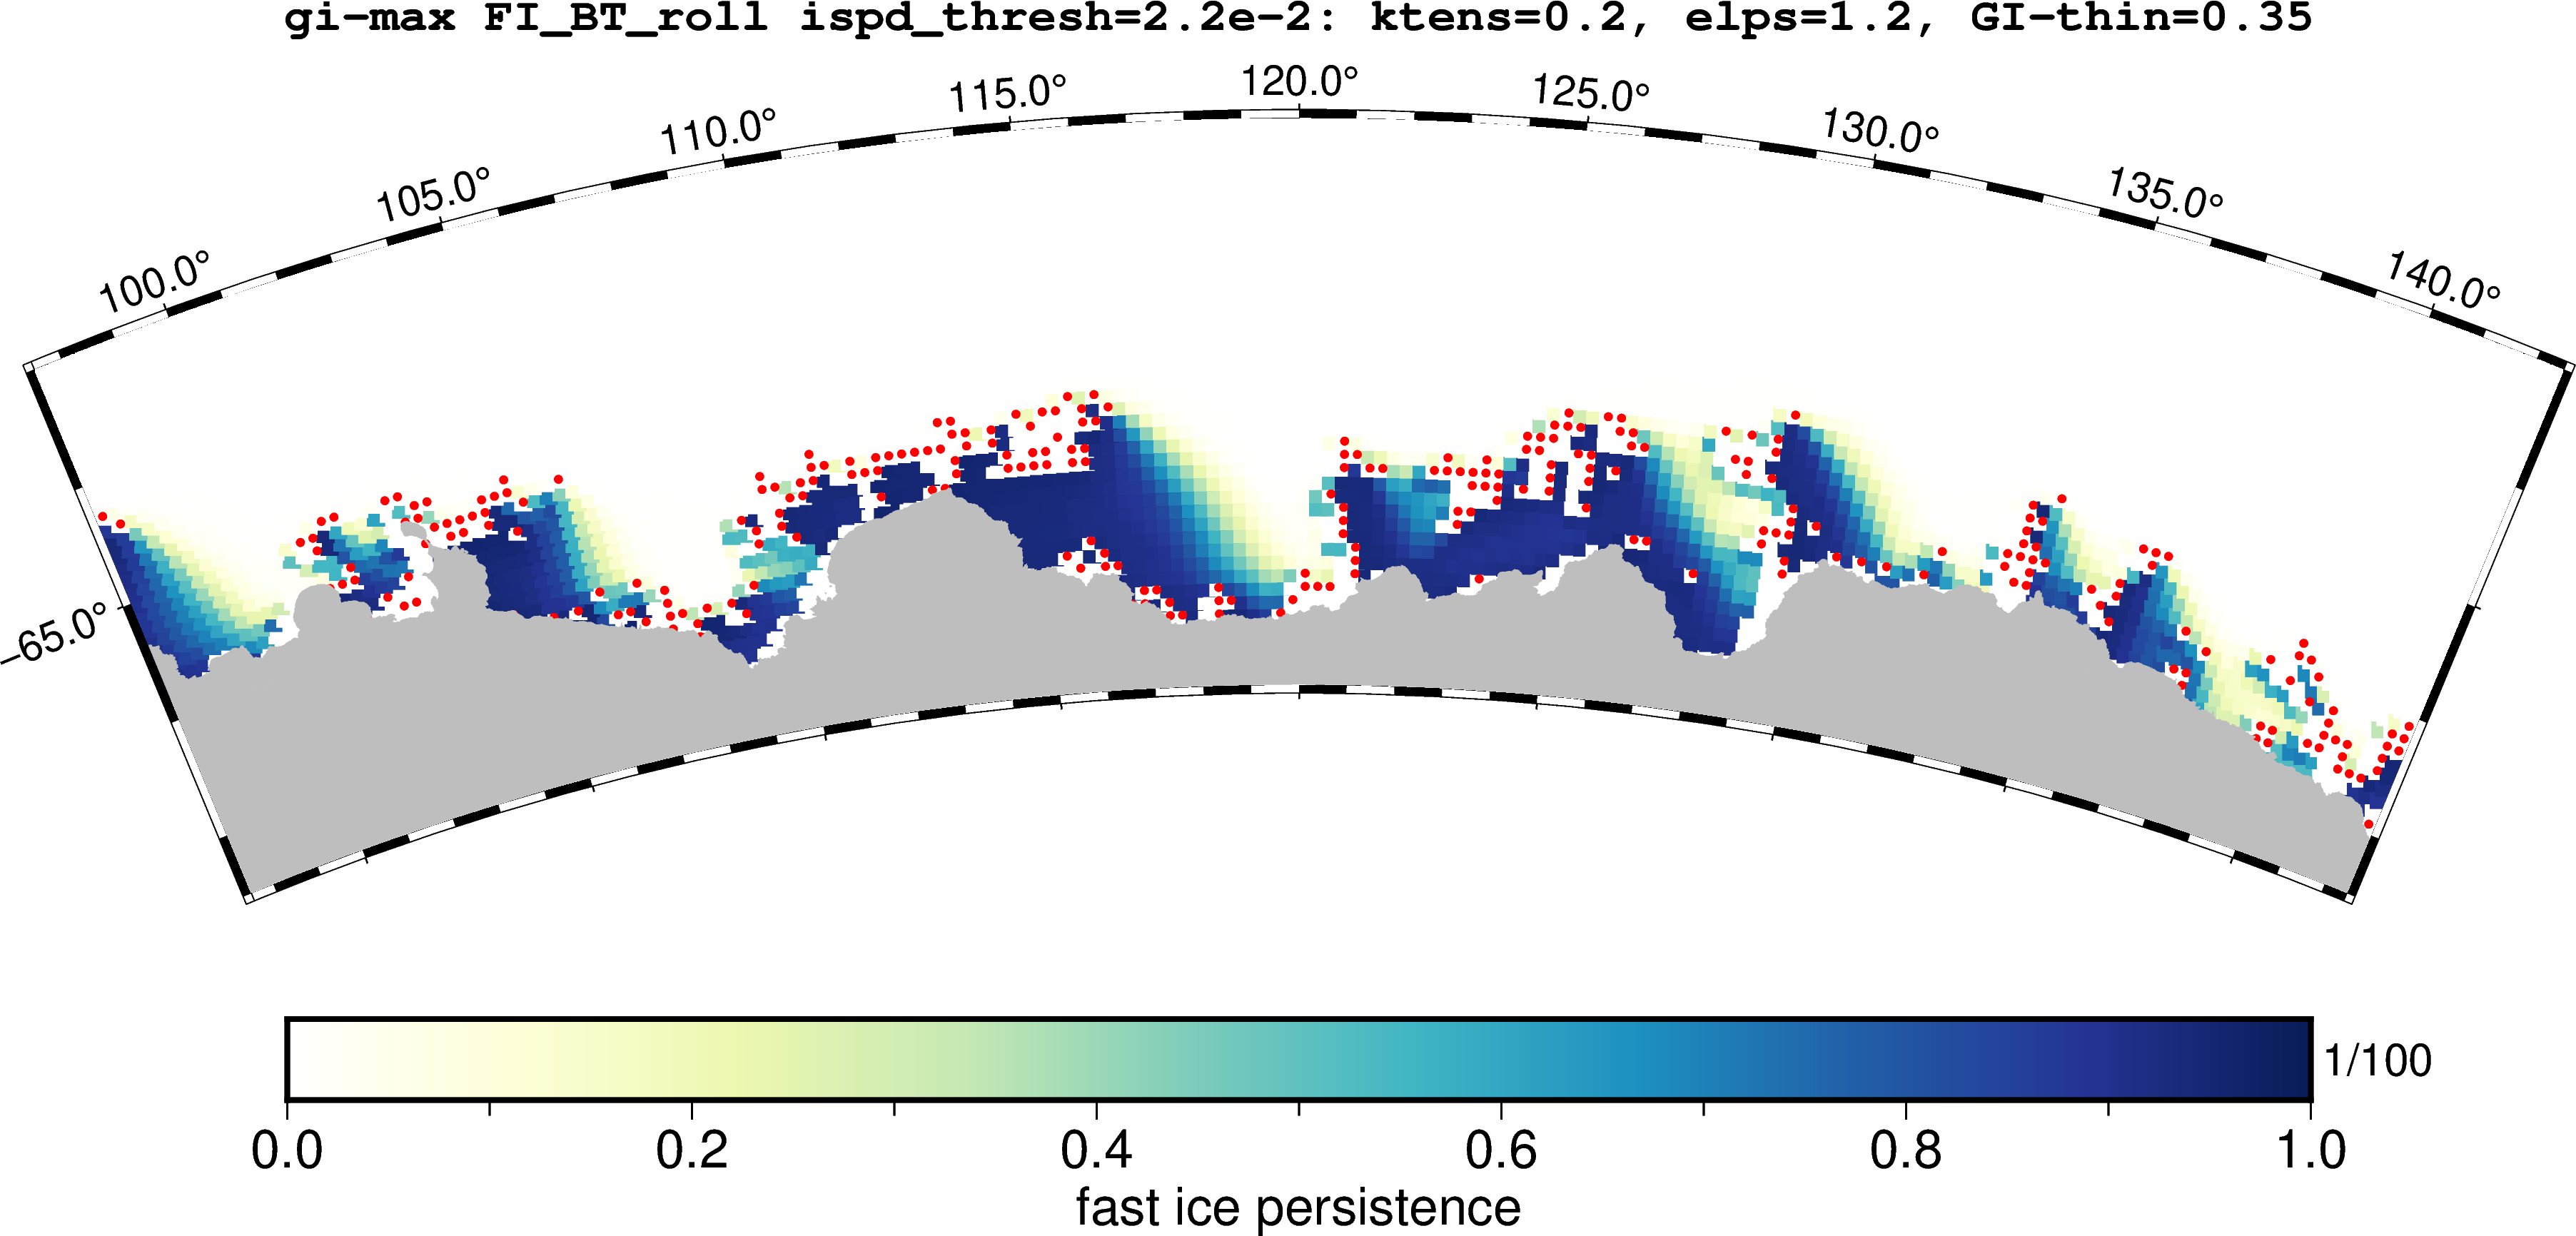 gi-max FI_BT_roll ispd_thresh=2.2e-2: ktens=0.2, elps=1.2, GI-thin=0.35
100.0° 105.0° 110.0° 115.0° 120.0° 125.0° 130.0° 135.0° 140.0°
-65.0°
1/100
0.0 0.2 0.4 0.6 0.8 1.0
fast ice persistence